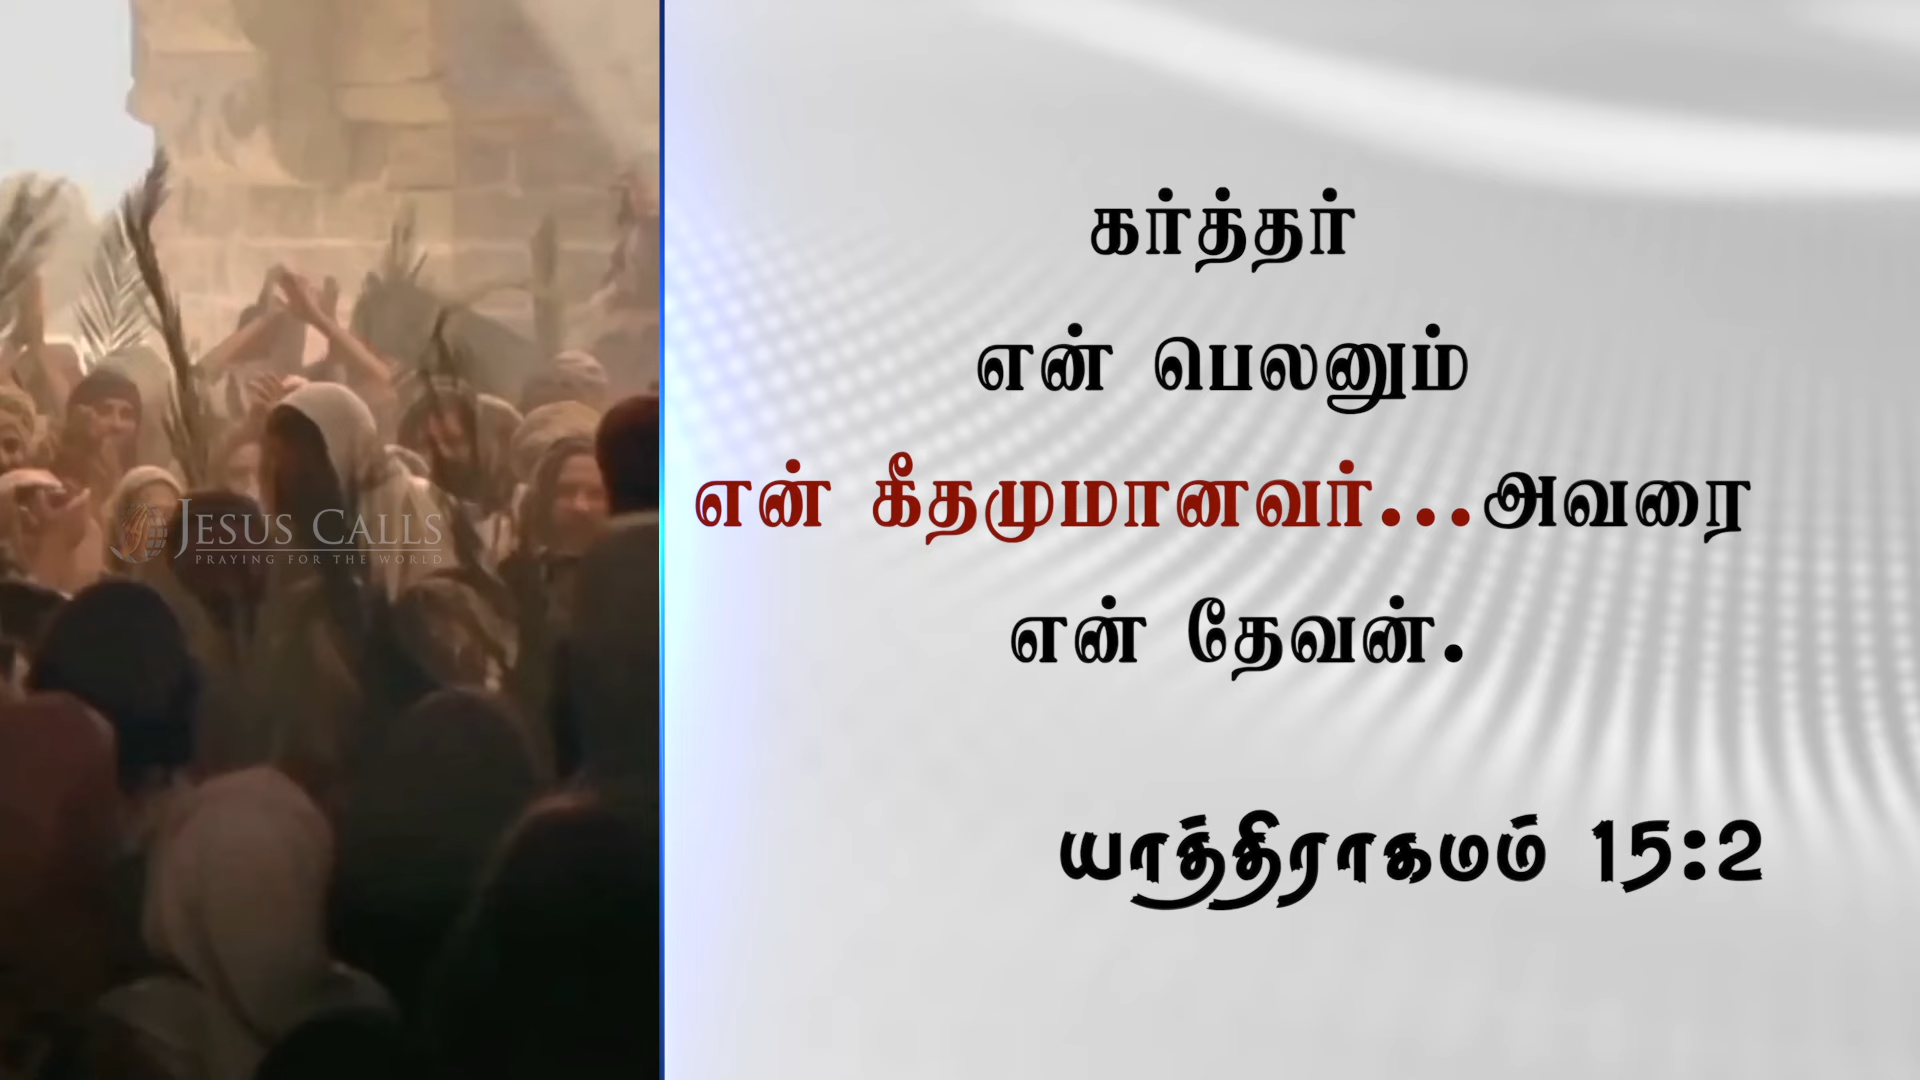 JESUS CALLS
PRAYING FOR THE WORLD
கர்த்தர்
என் பெலனும்
என் கீதமுமானவர்...அவரை
என் தேவன்.
யாத்திராகமம் 15:2